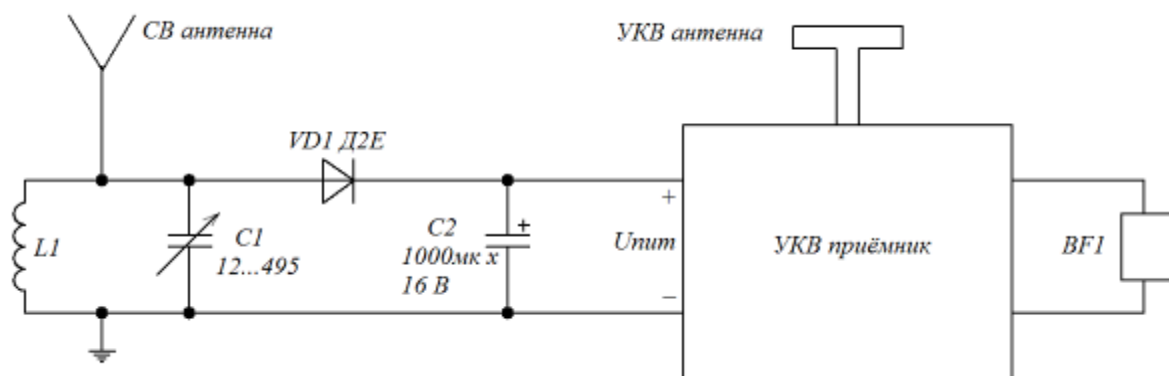 СВ антенна
УКВ антенна
VD1 Д2Е
L1
C1
12...495
C2
1000мк х
16 В
+
+
Uпит
−
УКВ приёмник
BF1